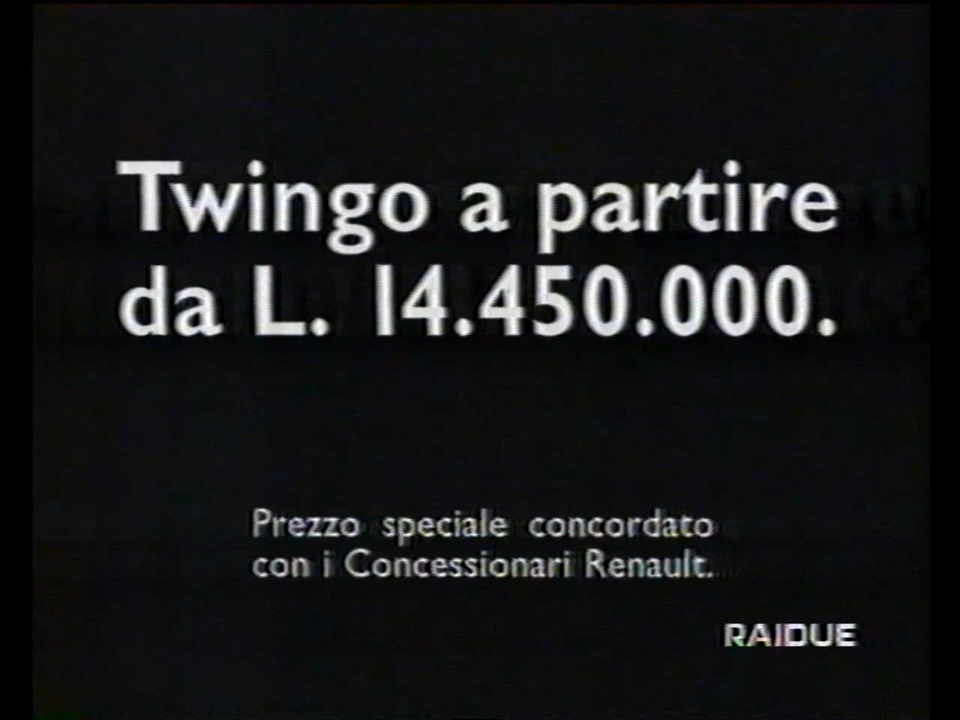 Twingo a partire
da L. 14.450.000.
Prezzo speciale concordato
con i Concessionari Renault.
RAIDUE